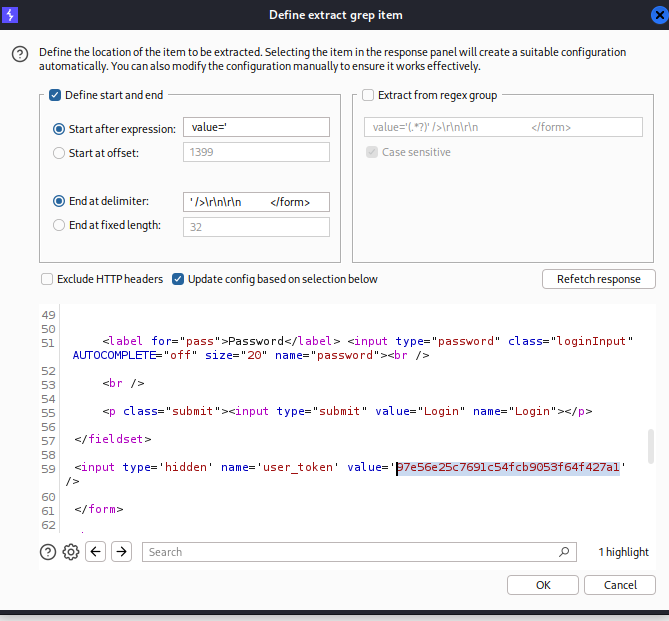 Define extract grep item
Define the location of the item to be extracted. Selecting the item in the response panel will create a suitable configuration
automatically. You can also modify the configuration manually to ensure it works effectively.
Define start and end
Start after expression: value='
Start at offset: 1399
End at delimiter: ' />\r\n\r\n </form>
End at fixed length: 32
Extract from regex group
value='(.*?)' />\r\n\r\n </form>
Case sensitive
Exclude HTTP headers
Update config based on selection below
Refetch response
49
50
51 <label for="pass">Password</label> <input type="password" class="loginInput"
AUTOCOMPLETE="off" size="20" name="password"><br />
52
53 <br />
54
55 <p class="submit"><input type="submit" value="Login" name="Login"></p>
56
57 </fieldset>
58
59 <input type='hidden' name='user_token' value='97e56e25c7691c54fcb9053f64f427a1'
/>
60
61 </form>
62
Search
1 highlight
OK
Cancel